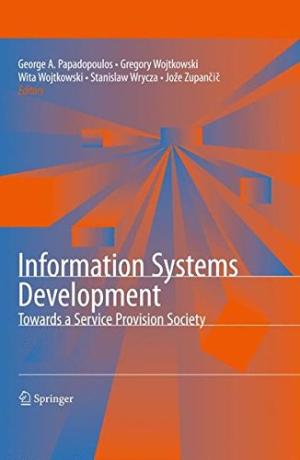 George A. Papadopoulos • Gregory Wojtkowski
Wita Wojtkowski • Stanislaw Wrycza • Jože Zupančič
Editors
Information Systems
Development
Towards a Service Provision Society
Springer